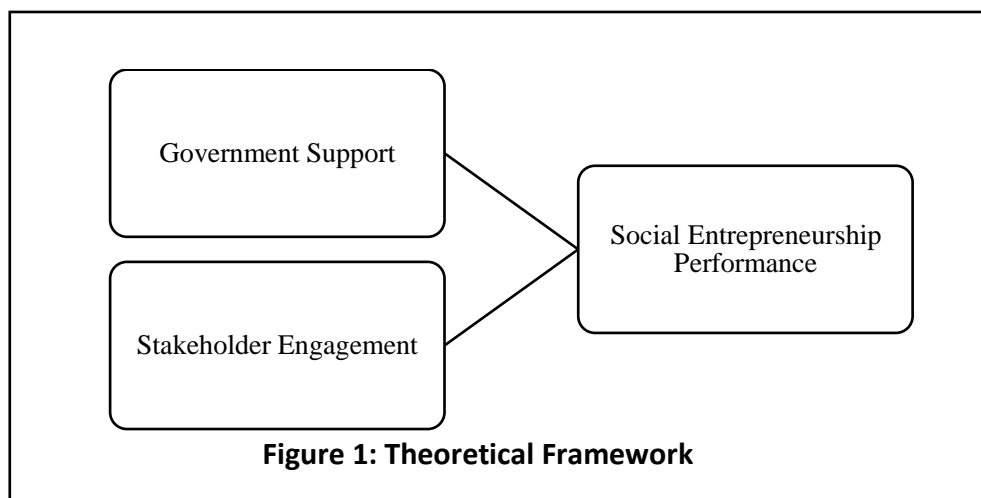 Government Support
Social Entrepreneurship
Performance
Stakeholder Engagement
Figure 1: Theoretical Framework